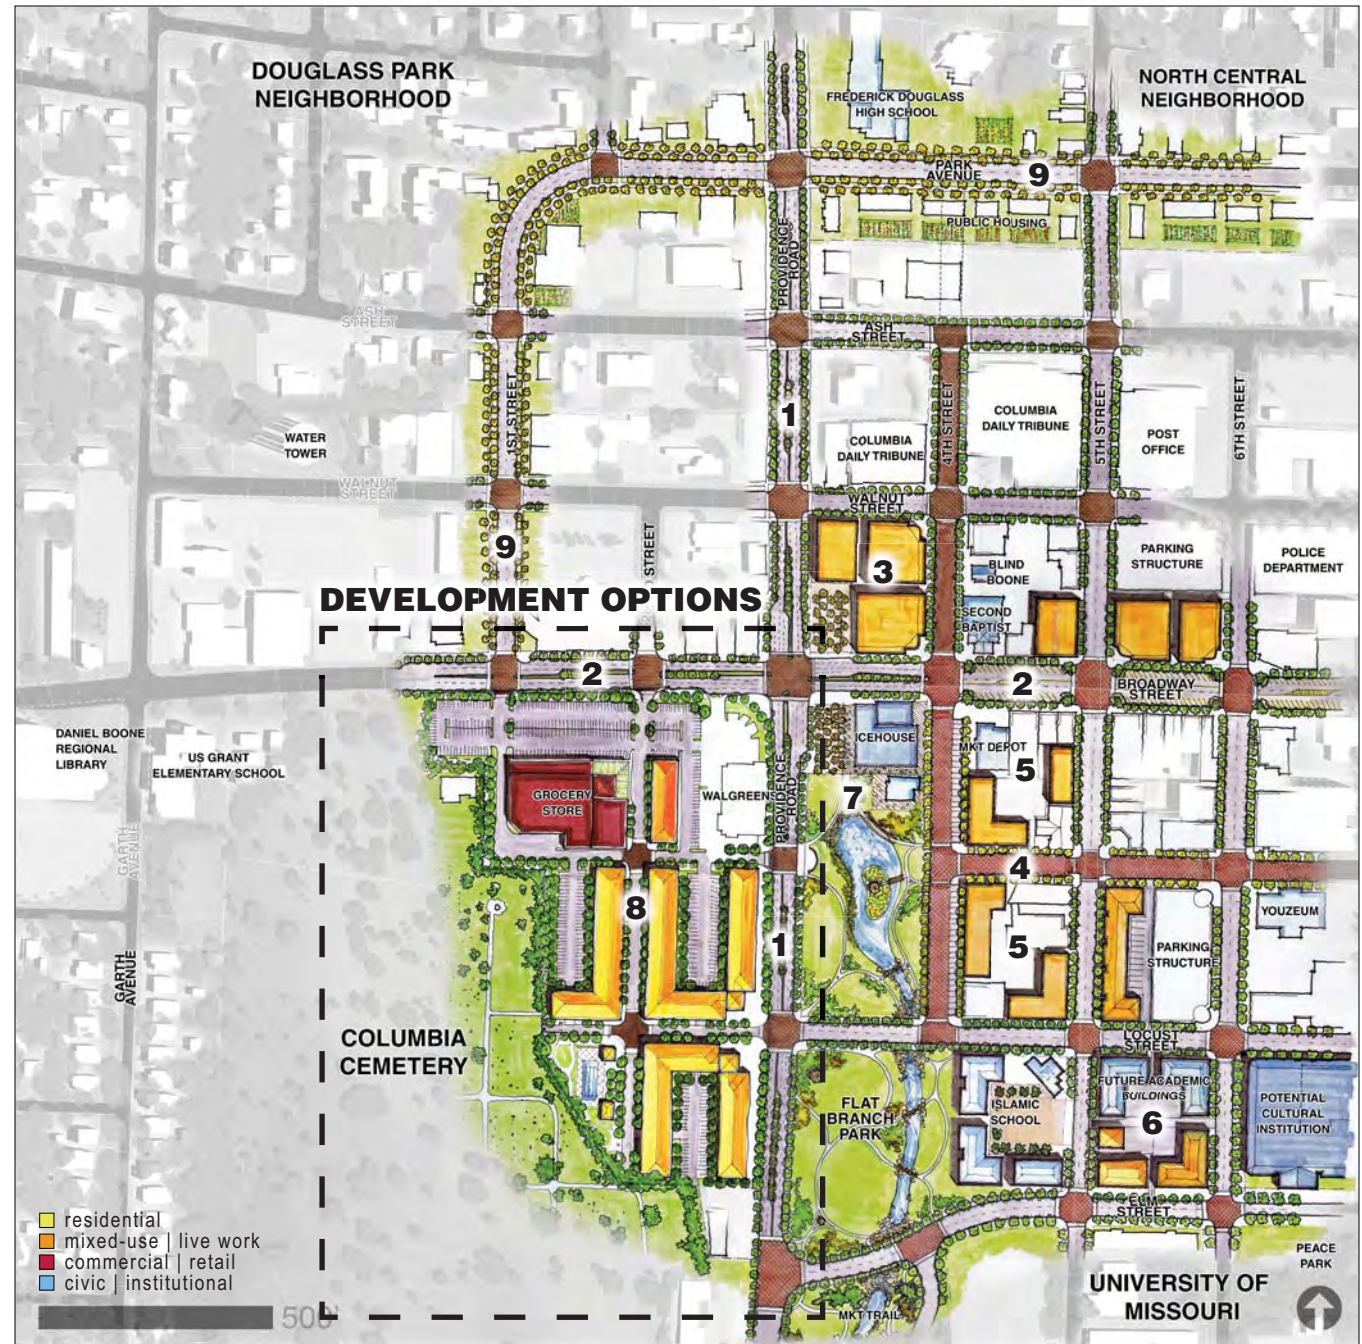 DOUGLASS PARK
NEIGHBORHOOD
FREDERICK DOUGLASS
HIGH SCHOOL
NORTH CENTRAL
NEIGHBORHOOD
PARK
AVENUE
9
PUBLIC HOUSING
PROVIDENCE
ROAD
ASH
STREET
ASH
STREET
1ST STREET
1
4TH STREET
5TH STREET
6TH STREET
WATER
TOWER
COLUMBIA
DAILY TRIBUNE
COLUMBIA
DAILY TRIBUNE
POST
OFFICE
WALNUT
STREET
WALNUT
STREET
9
STREET
3
BLIND
BOONE
PARKING
STRUCTURE
POLICE
DEPARTMENT
DEVELOPMENT OPTIONS
SECOND
BAPTIST
2
2
BROADWAY
STREET
DANIEL BOONE
REGIONAL
LIBRARY
US GRANT
ELEMENTARY SCHOOL
ICEHOUSE
MKT DEPOT
5
GROCERY
STORE
WALGREENS
PROVIDENCE
ROAD
7
GARTH
AVENUE
4
8
1
5
YOUZEUM
PARKING
STRUCTURE
GARTH
AVENUE
COLUMBIA
CEMETERY
LOCUST
STREET
FLAT
BRANCH
PARK
ISLAMIC
SCHOOL
FUTURE ACADEMIC
BUILDINGS
6
POTENTIAL
CULTURAL
INSTITUTION
ELM
STREET
residential
mixed-use | live work
commercial | retail
civic | institutional
500'
MKT TRAIL
UNIVERSITY OF
MISSOURI
PEACE
PARK